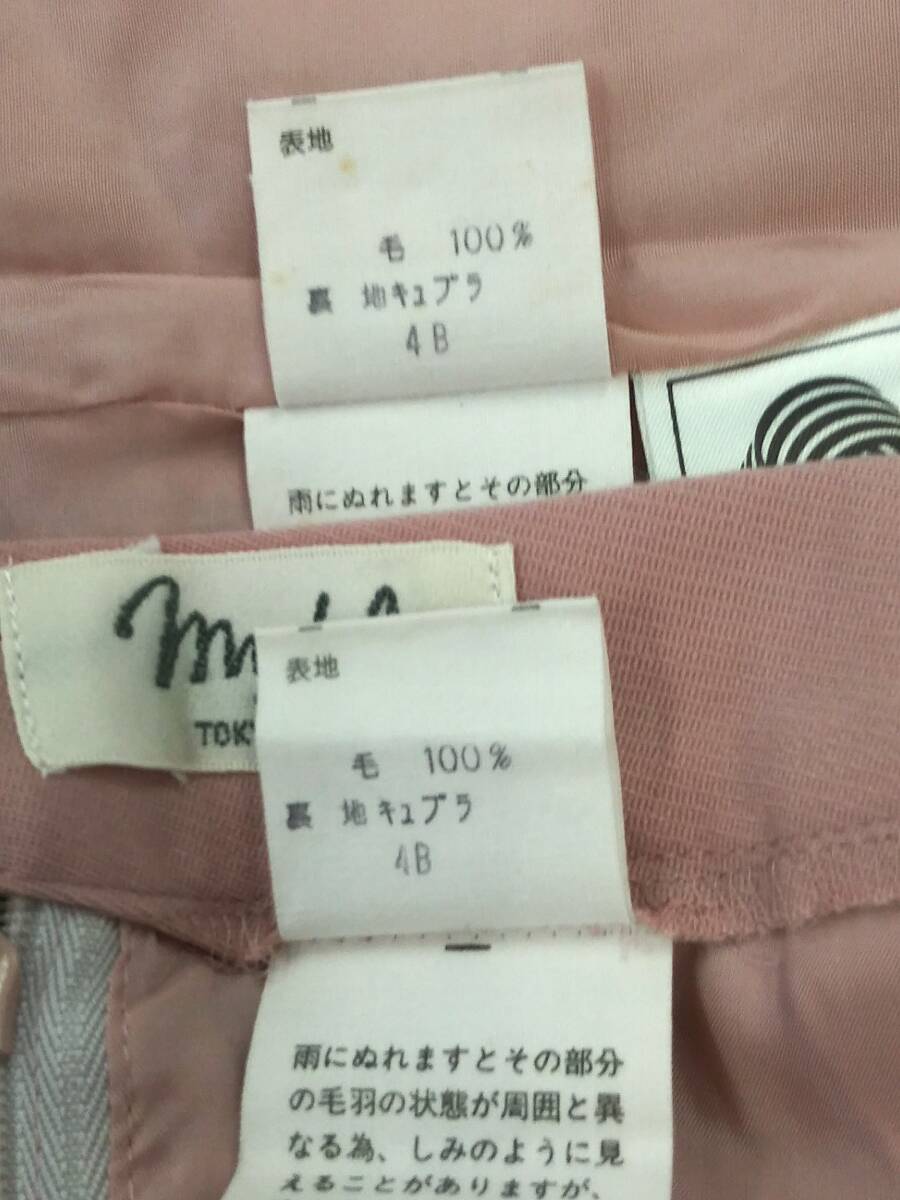 表地
毛 100%
裏 地キュプラ
4B
雨にぬれますとその部分
TOK
表地
毛 100%
裏 地キュプラ
4B
雨にぬれますとその部分
の毛羽の状態が周囲と異
なる為、しみのように見
えることがありますが、